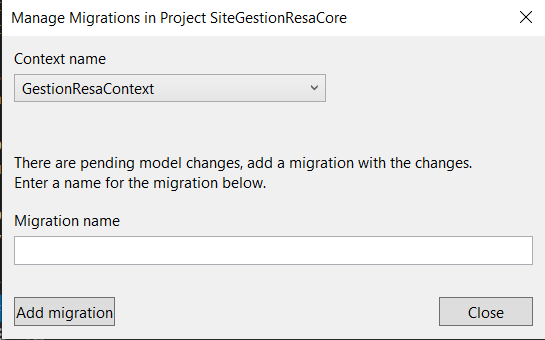 Manage Migrations in Project SiteGestionResaCore
Context name
GestionResaContext
There are pending model changes, add a migration with the changes.
Enter a name for the migration below.
Migration name
Add migration
Close